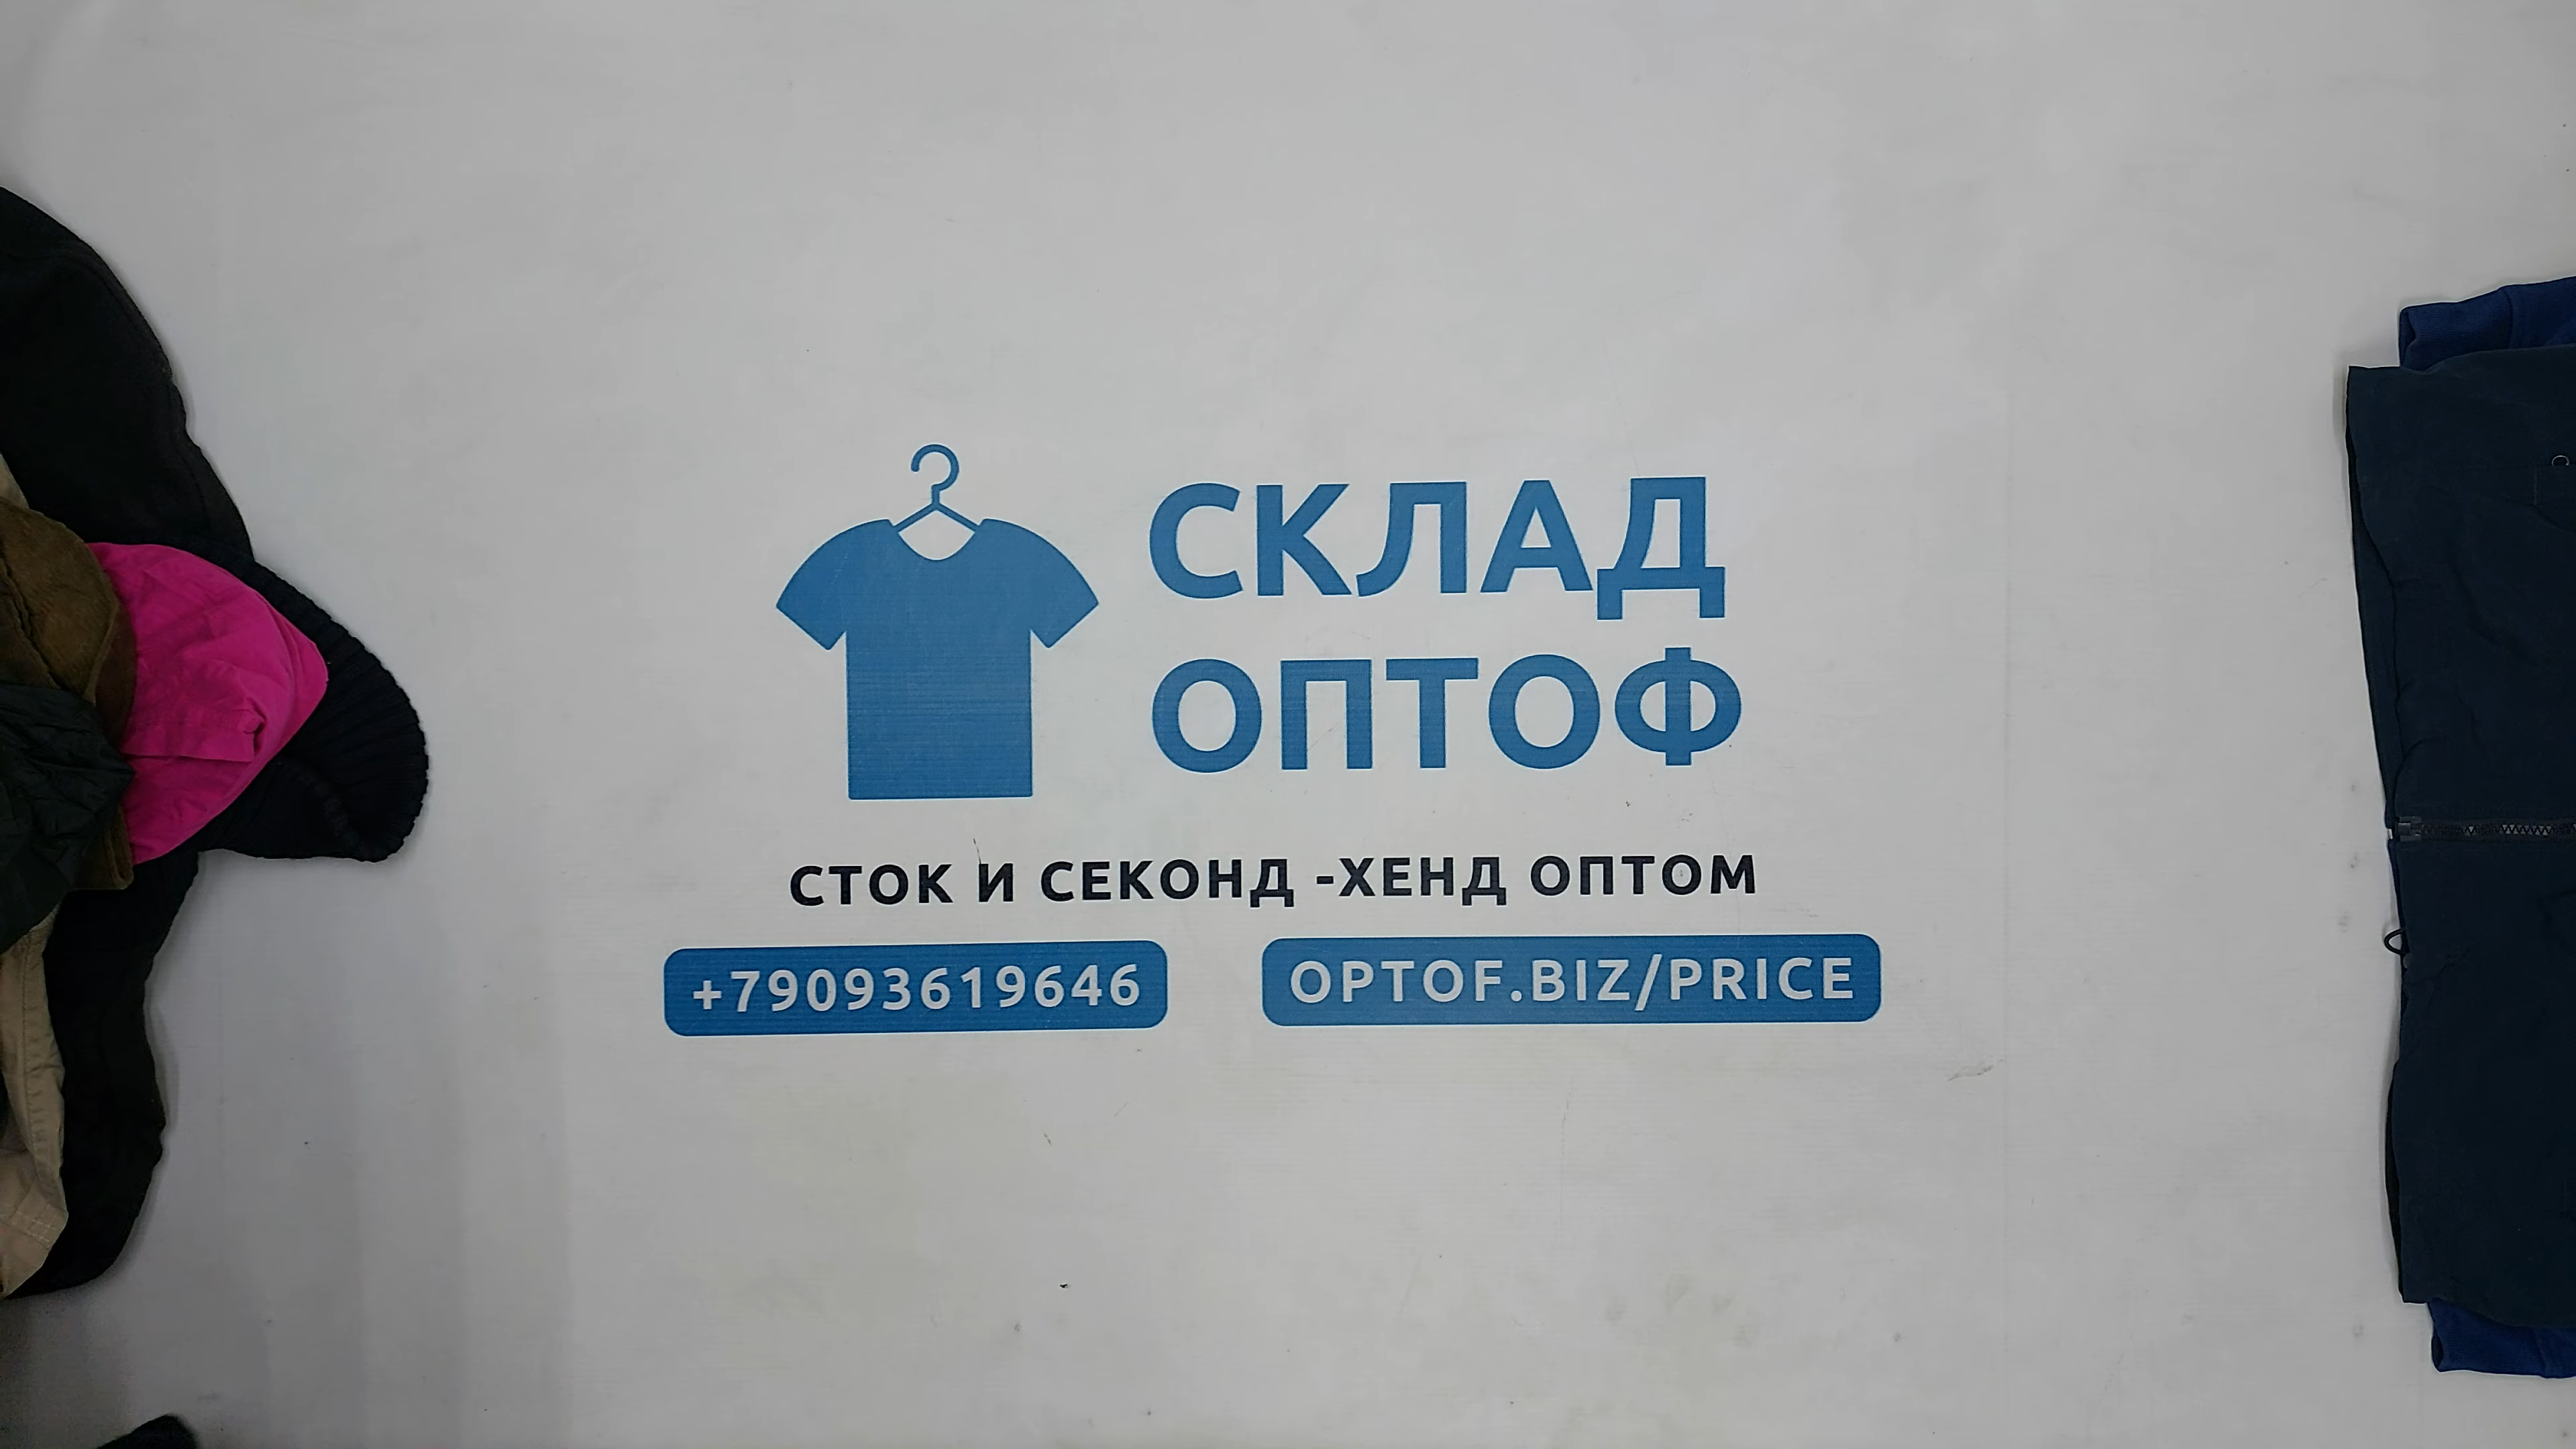 СКЛАД
ОПТОФ
СТОК И СЕКОНД -ХЕНД ОПТОМ
+79093619646
OPTOF.BIZ/PRICE